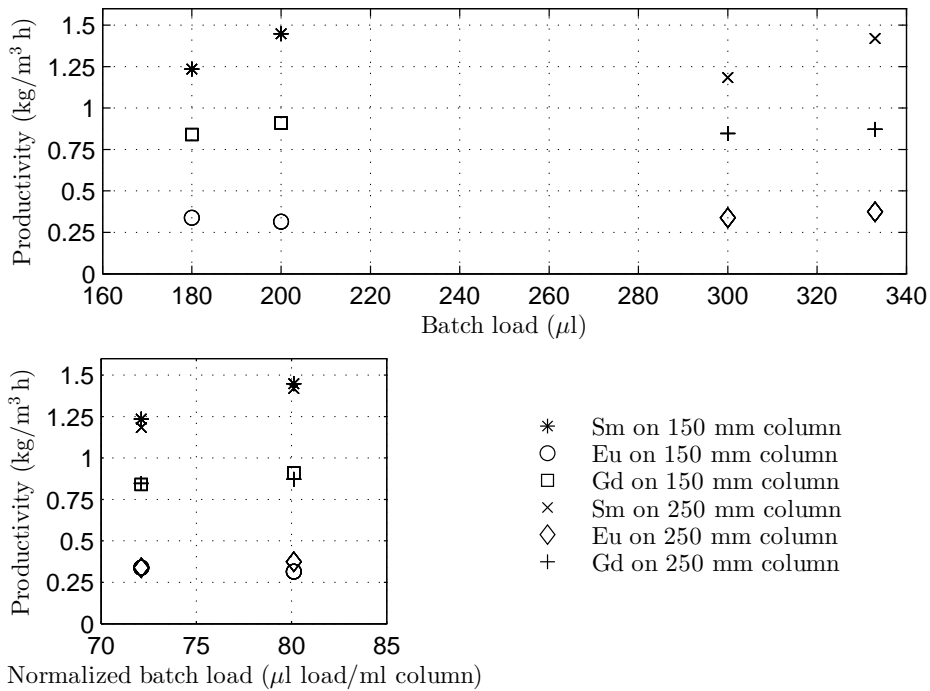 Productivity (kg/m³ h)
1.5
1.25
1
0.75
0.5
0.25
0
160 180 200 220 240 260 280 300 320 340
Batch load (μl)
Productivity (kg/m³ h)
1.5
1.25
1
0.75
0.5
0.25
0
70 75 80 85
Normalized batch load (μl load/ml column)
Sm on 150 mm column
Eu on 150 mm column
Gd on 150 mm column
Sm on 250 mm column
Eu on 250 mm column
Gd on 250 mm column